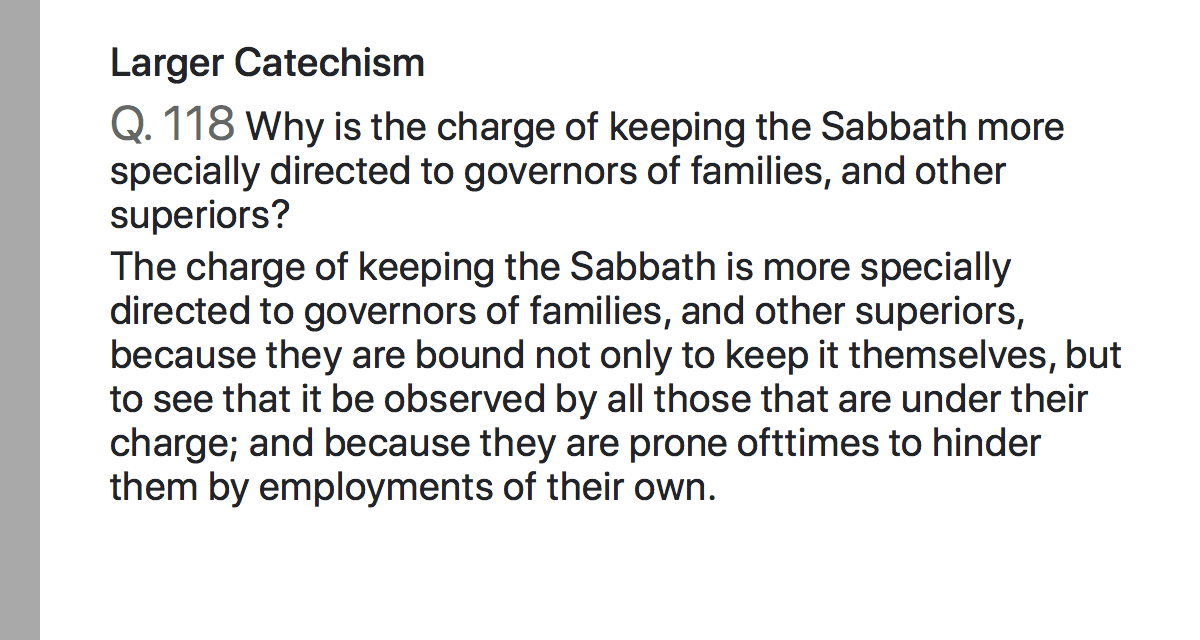 Larger Catechism
Q. 118 Why is the charge of keeping the Sabbath more
specially directed to governors of families, and other
superiors?
The charge of keeping the Sabbath is more specially
directed to governors of families, and other superiors,
because they are bound not only to keep it themselves, but
to see that it be observed by all those that are under their
charge; and because they are prone ofttimes to hinder
them by employments of their own.